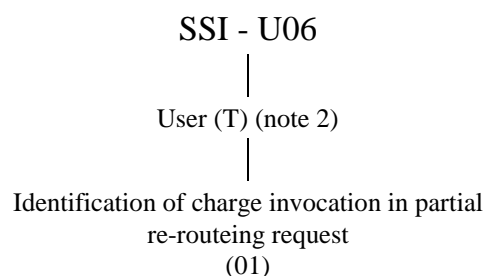 SSI - U06
User (T) (note 2)
Identification of charge invocation in partial
re-routeing request
(01)